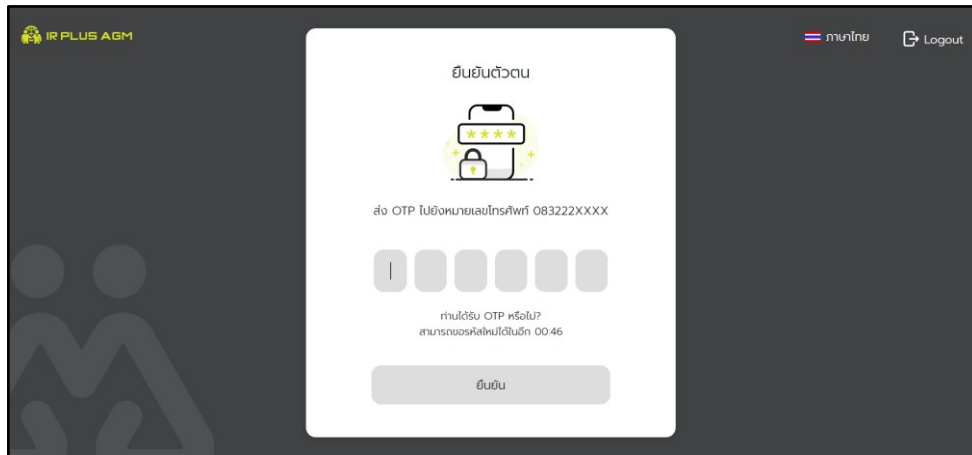 IR PLUS AGM
ภาษาไทย
Logout
ยืนยันตัวตน
****
ส่ง OTP ไปยังหมายเลขโทรศัพท์ 083222XXXX
ท่านได้รับ OTP หรือไม่?
สามารถขอรหัสใหม่ได้ในอีก 00:46
ยืนยัน